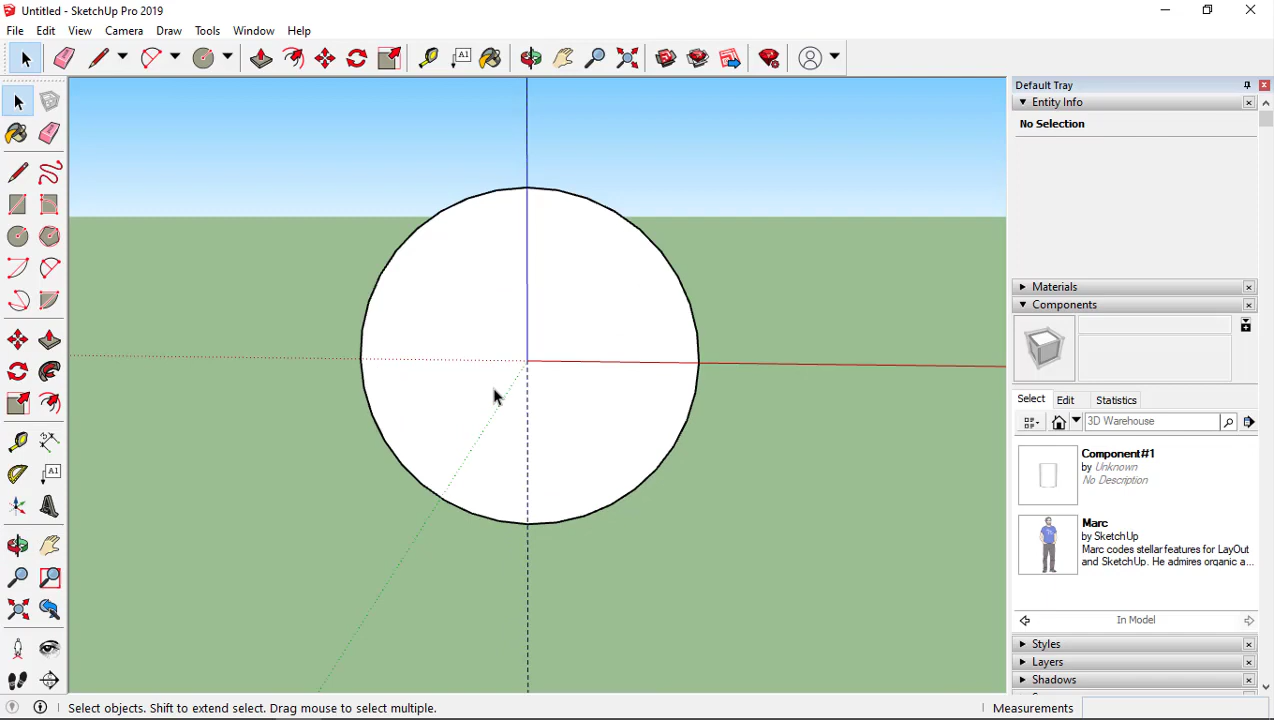 Untitled - SketchUp Pro 2019
File Edit View Camera Draw Tools Window Help
A1
Default Tray
Entity Info
No Selection
A1
Materials
Components
Select Edit Statistics
3D Warehouse
Component#1
by Unknown
No Description
Marc
by SketchUp
Marc codes stellar features for LayOut
and SketchUp. He admires organic a...
In Model
Styles
Layers
Shadows
Select objects. Shift to extend select. Drag mouse to select multiple.
Measurements